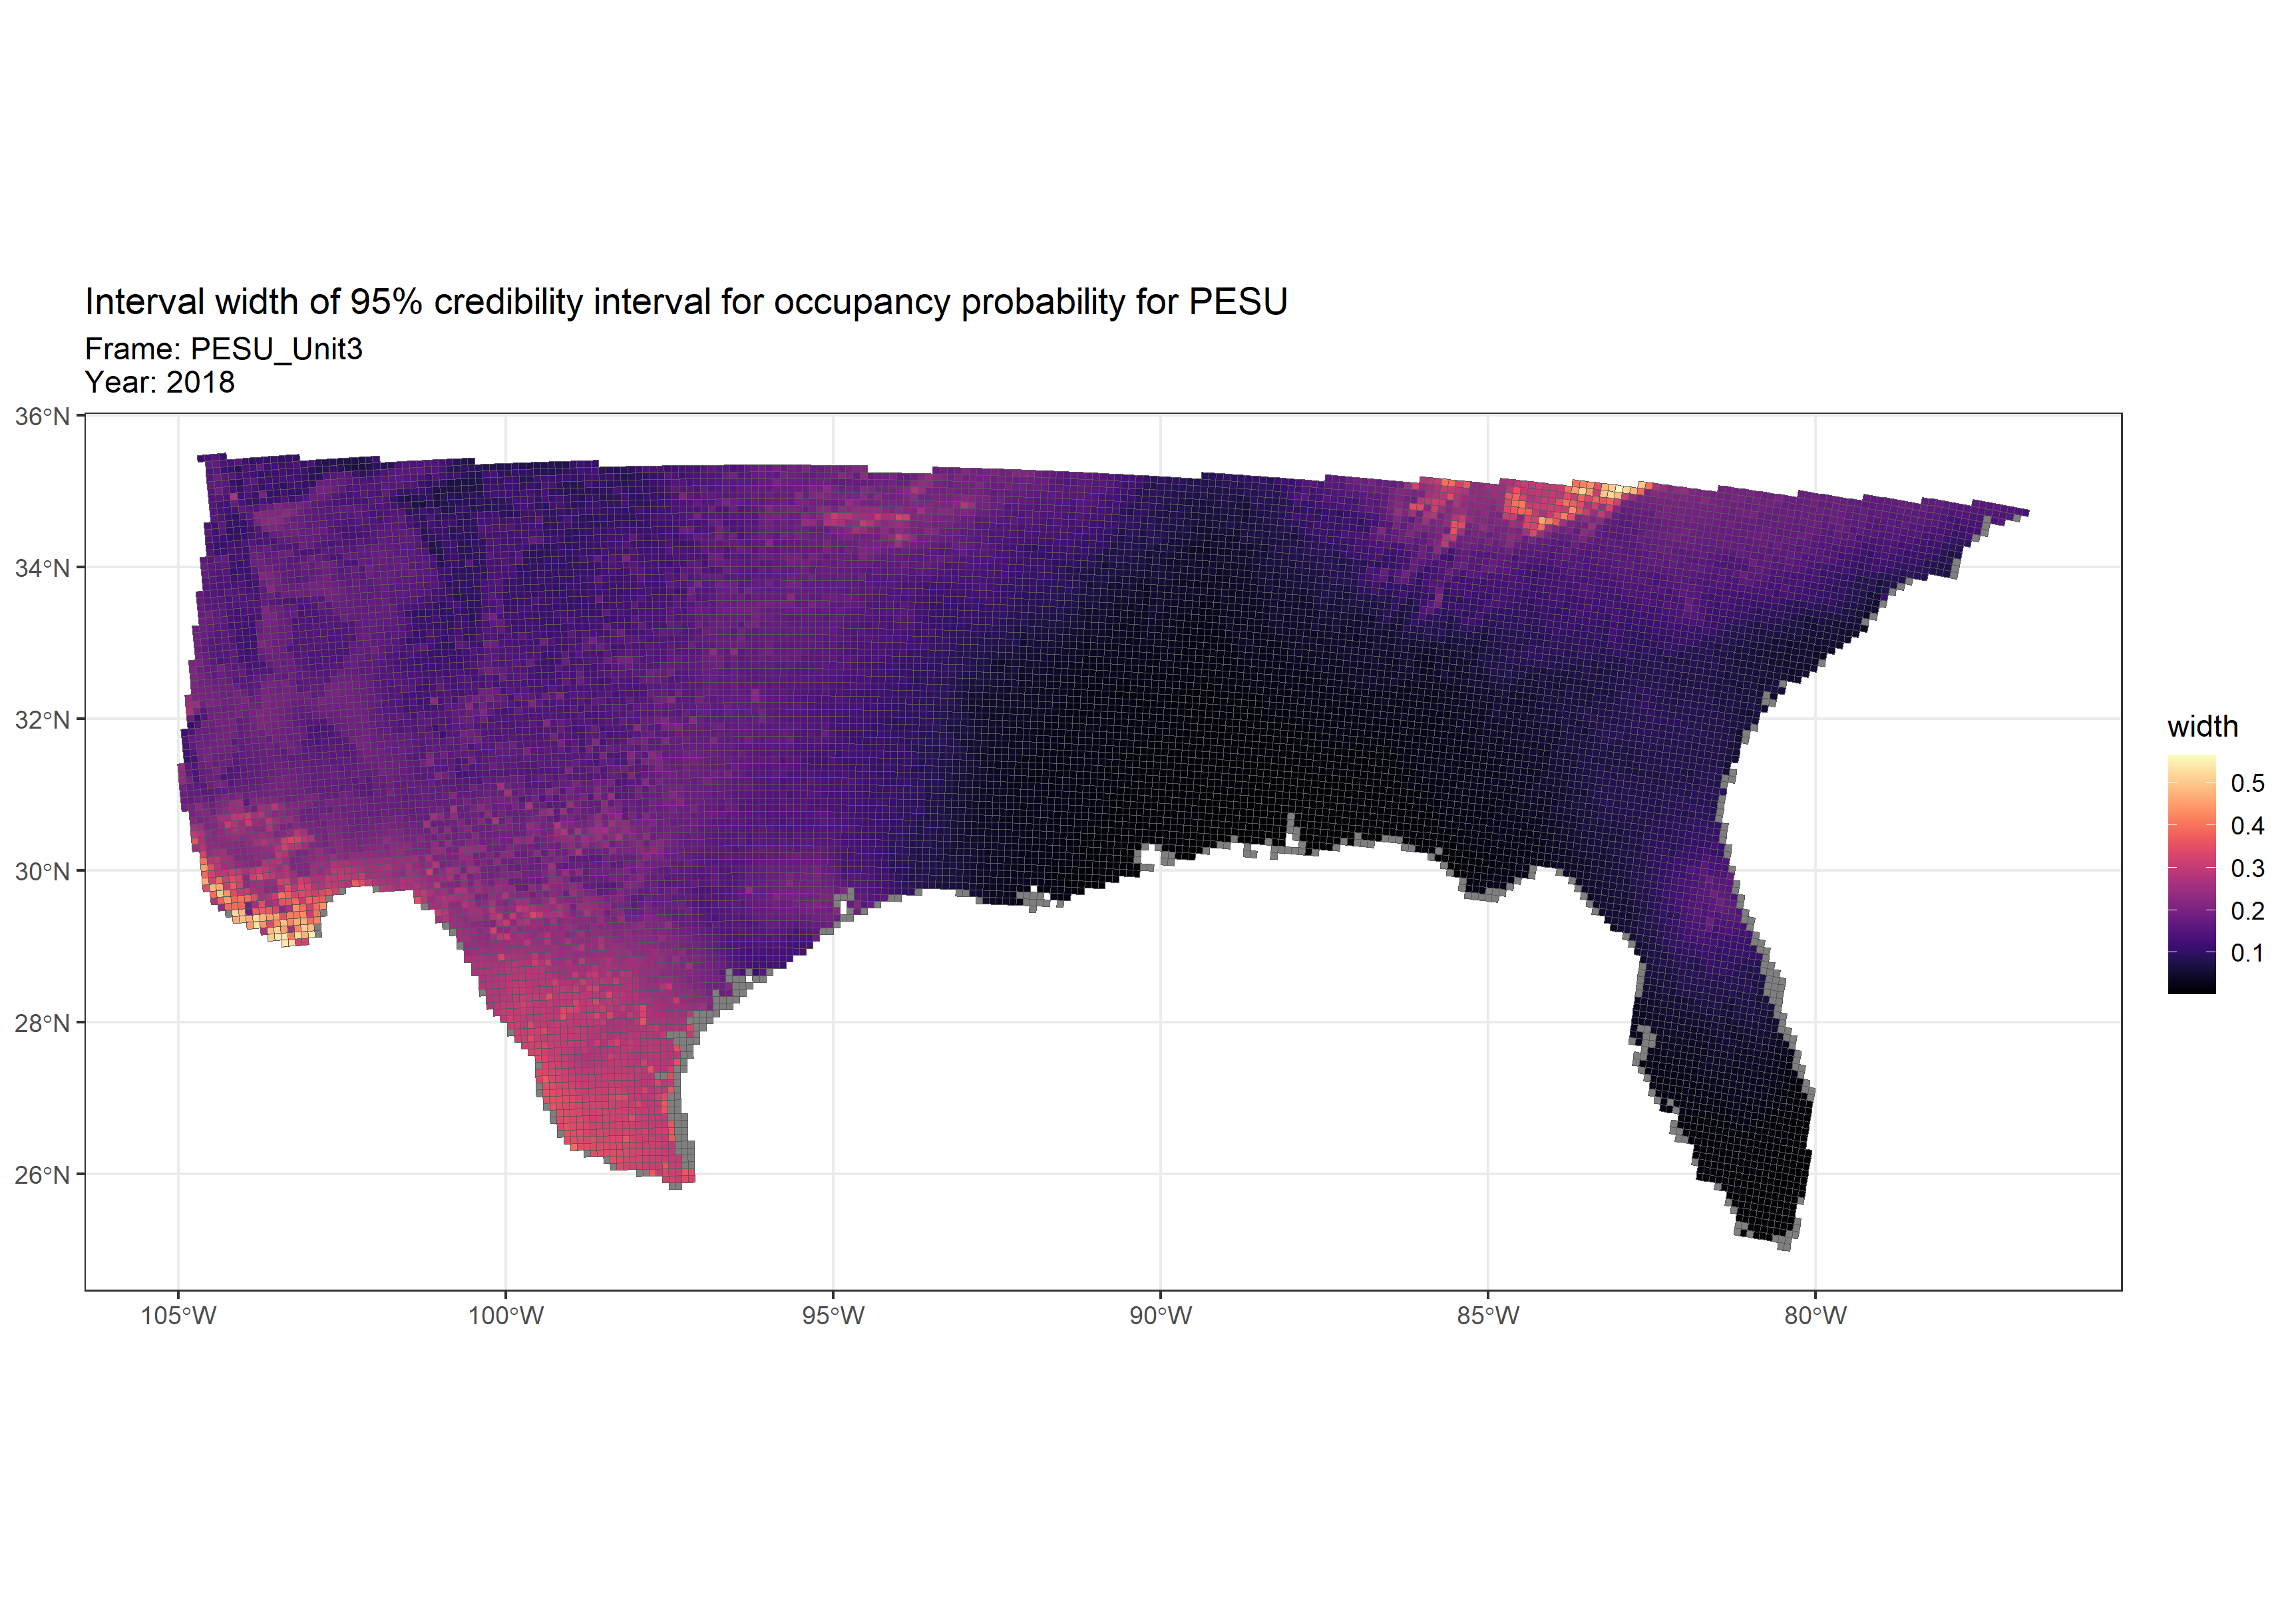 Interval width of 95% credibility interval for occupancy probability for PESU
Frame: PESU_Unit3
Year: 2018
36°N
34°N
32°N
30°N
28°N
26°N
105°W
100°W
95°W
90°W
85°W
80°W
width
0.5
0.4
0.3
0.2
0.1